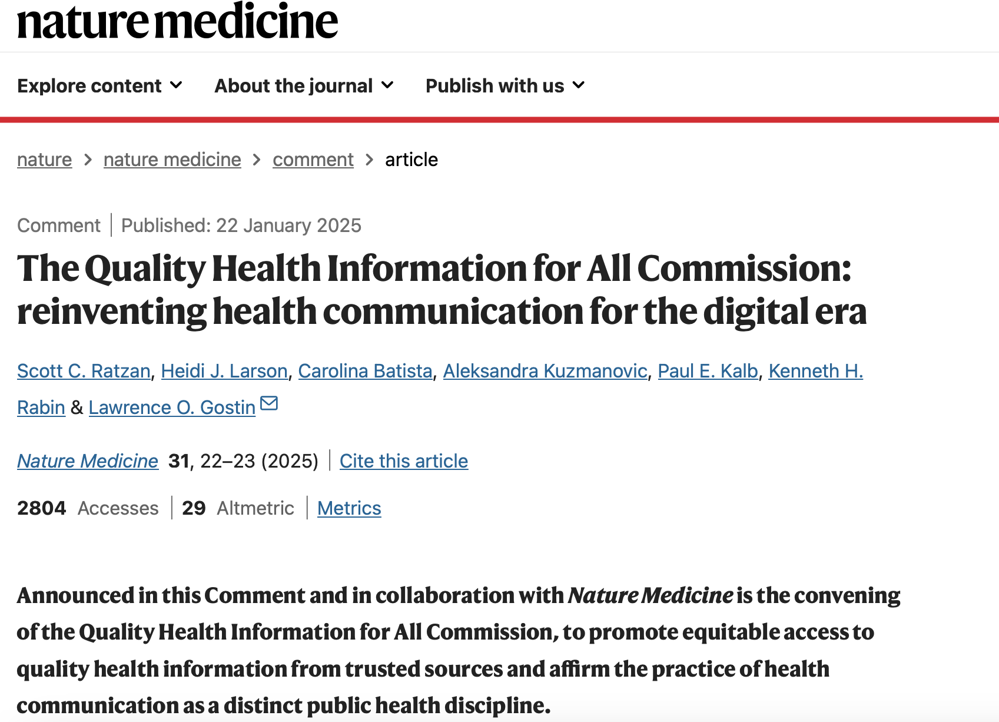 nature medicine
Explore content About the journal Publish with us
nature > nature medicine > comment > article
Comment | Published: 22 January 2025
The Quality Health Information for All Commission:
reinventing health communication for the digital era
Scott C. Ratzan, Heidi J. Larson, Carolina Batista, Aleksandra Kuzmanovic, Paul E. Kalb, Kenneth H.
Rabin & Lawrence O. Gostin
Nature Medicine 31, 22–23 (2025) | Cite this article
2804 Accesses | 29 Altmetric | Metrics
Announced in this Comment and in collaboration with Nature Medicine is the convening
of the Quality Health Information for All Commission, to promote equitable access to
quality health information from trusted sources and affirm the practice of health
communication as a distinct public health discipline.